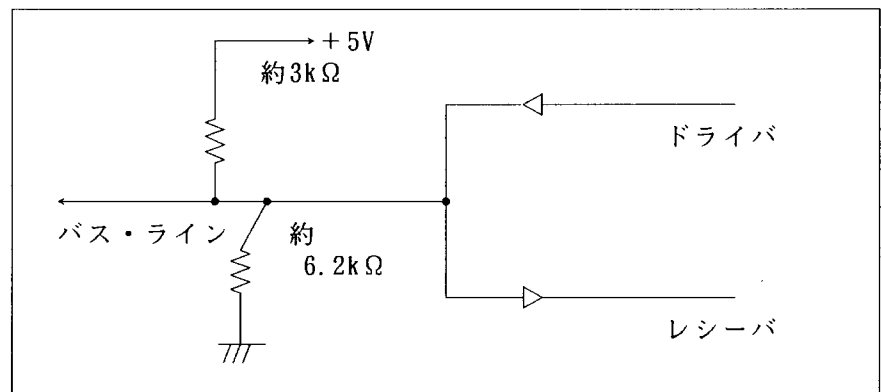 +5V
約3kΩ
ドライバ
バス・ライン
約
6.2kΩ
レシーバ